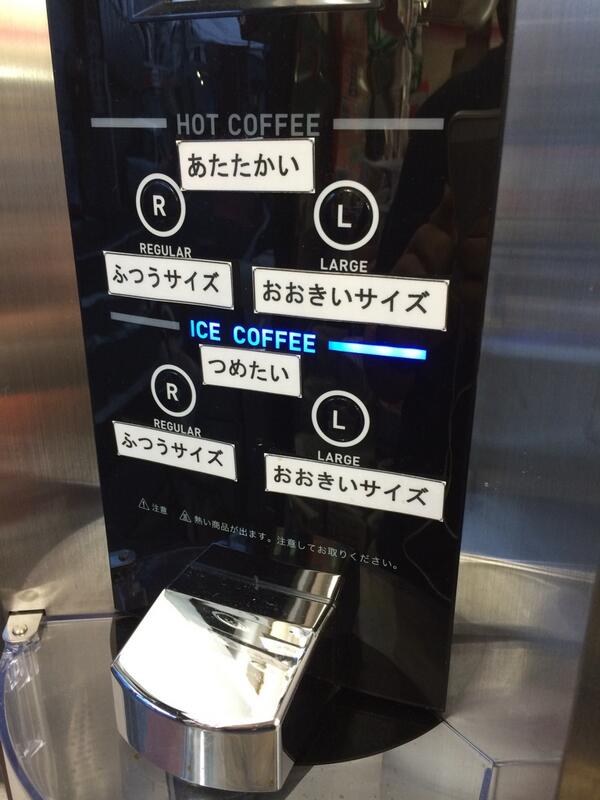 HOT COFFEE
あたたかい
R L
REGULAR LARGE
ふつうサイズ おおきいサイズ
ICE COFFEE
つめたい
R L
REGULAR LARGE
ふつうサイズ おおきいサイズ
注意 熱い商品が出ます。注意してお取りください。